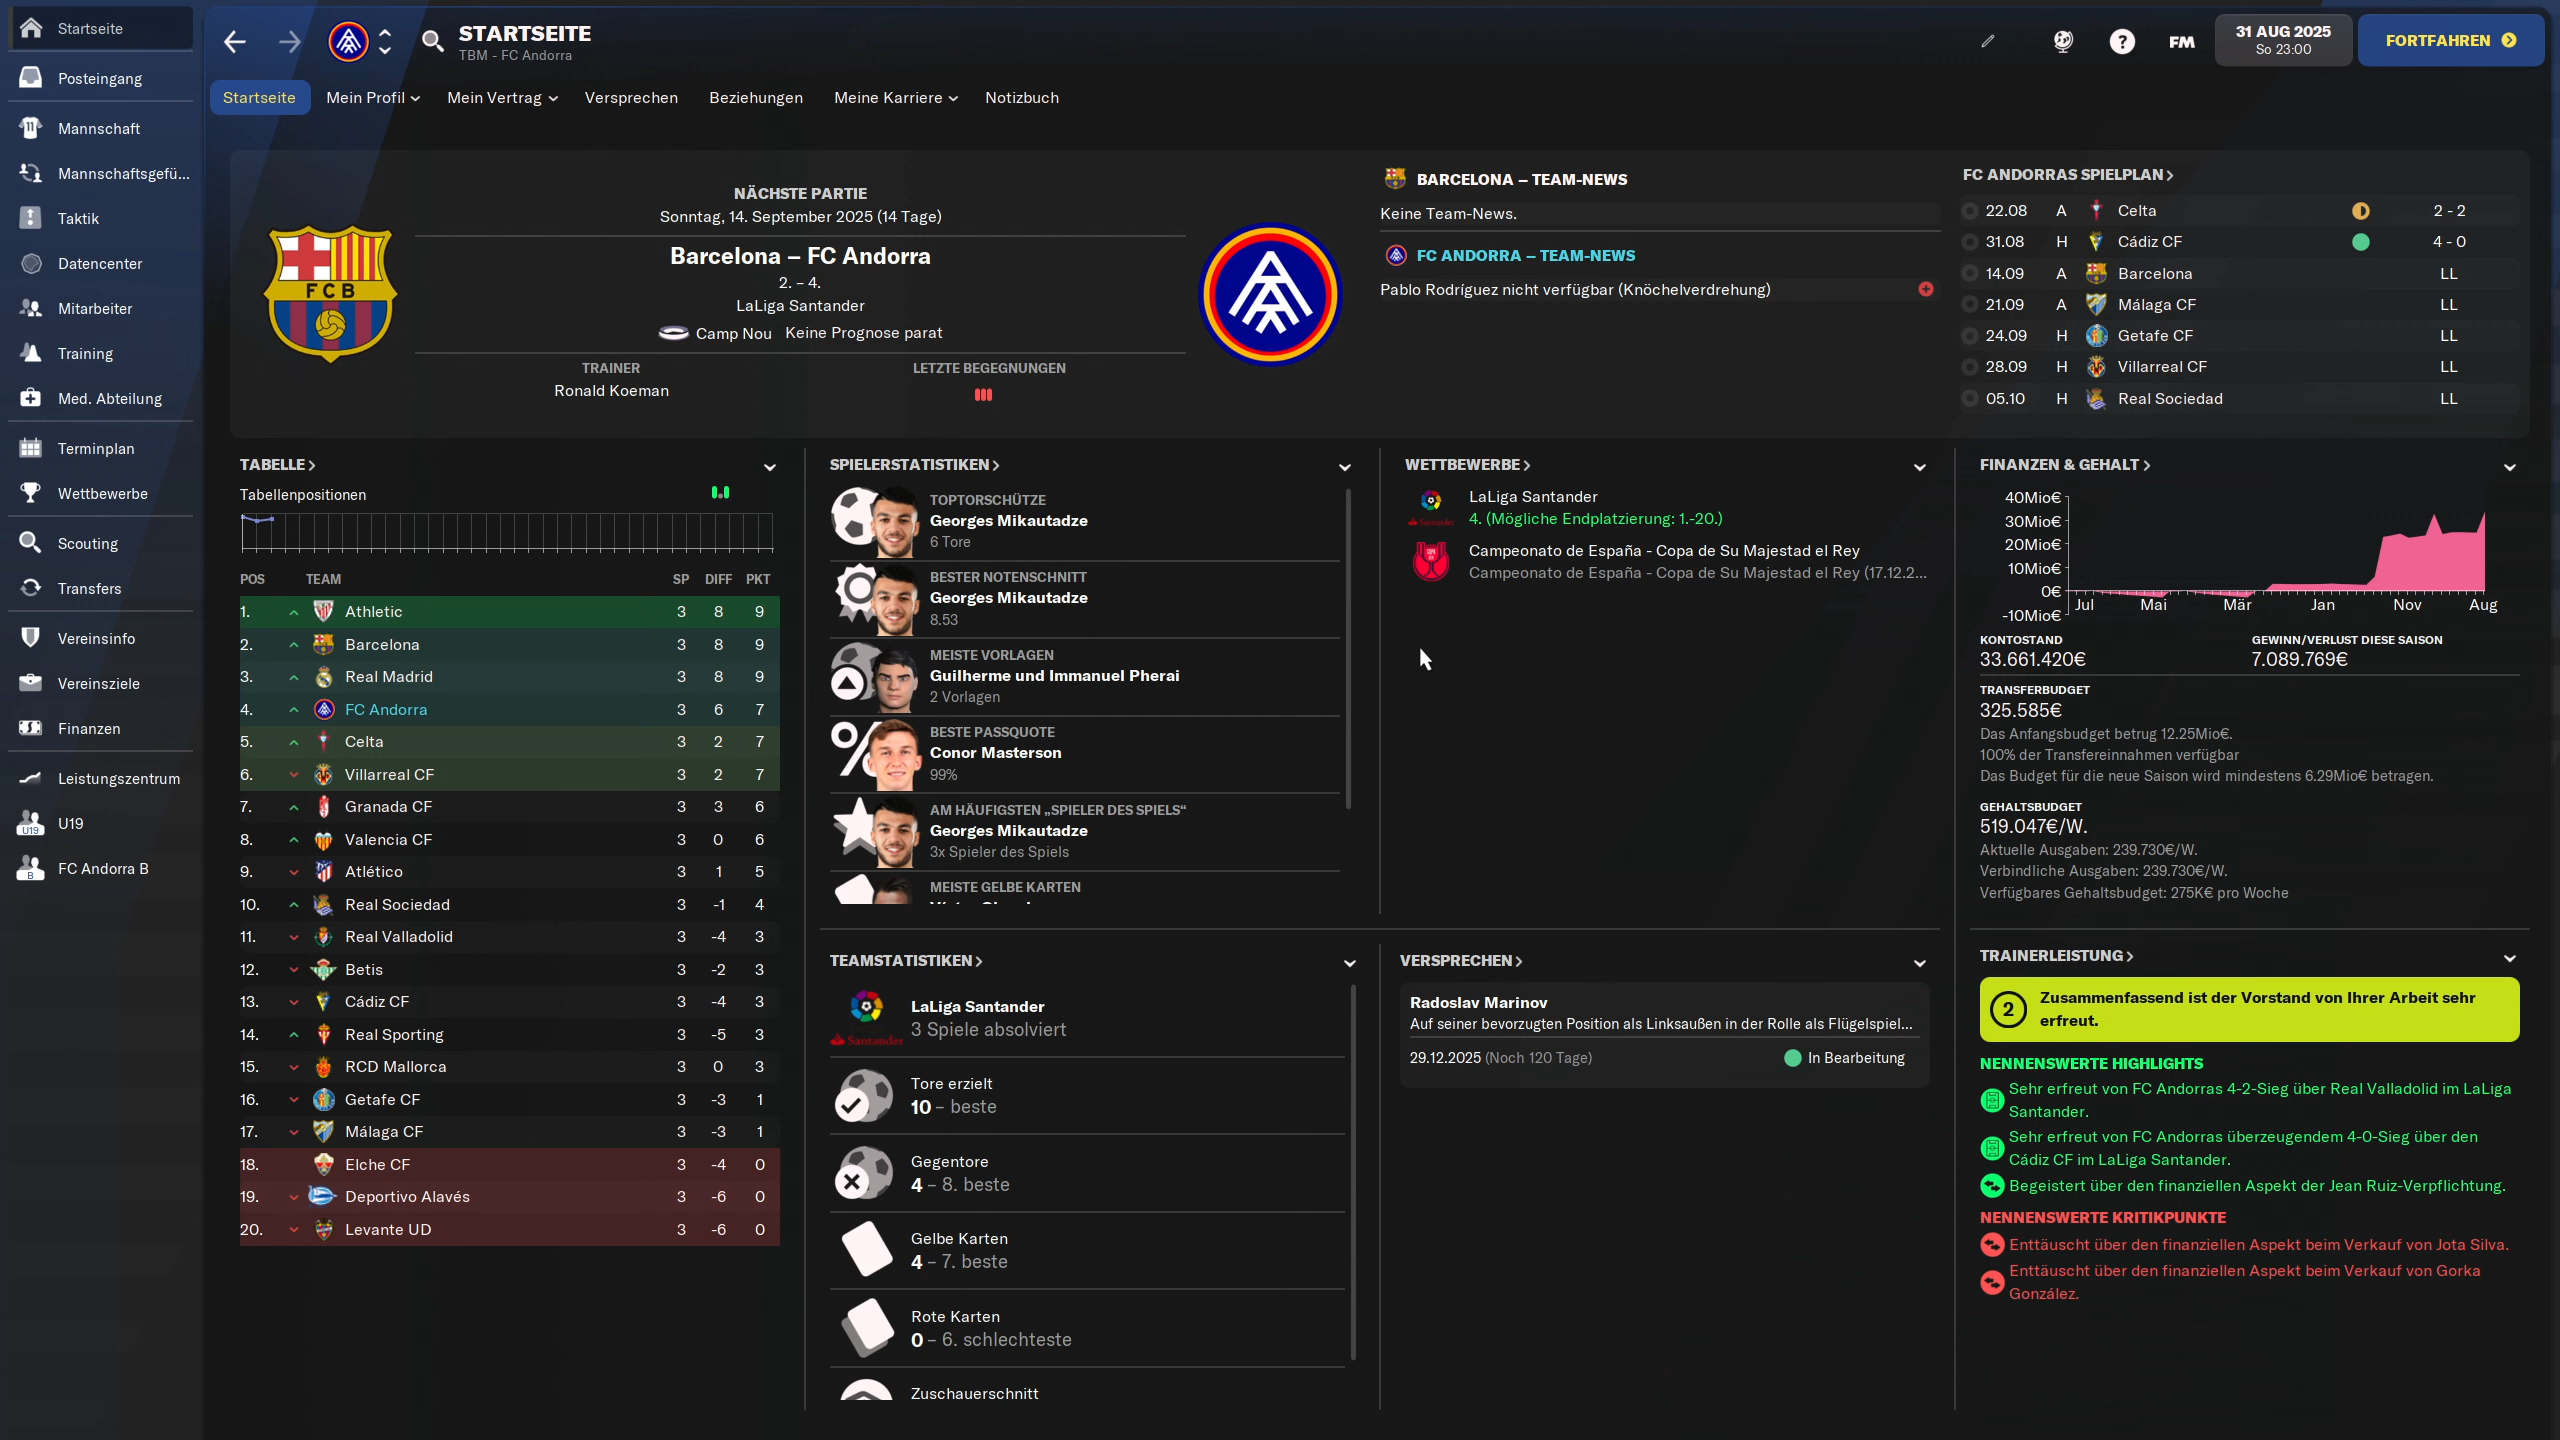 Startseite
Posteingang
Mannschaft
Mannschaftsgefü...
Taktik
Datencenter
Mitarbeiter
Training
Med. Abteilung
Terminplan
Wettbewerbe
Scouting
Transfers
Vereinsinfo
Vereinsziele
Finanzen
Leistungszentrum
U19
U19
B
FC Andorra B
STARTSEITE
TBM - FC Andorra
?
FM
31 AUG 2025
So 23:00
FORTFAHREN
Startseite
Mein Profil
Mein Vertrag
Versprechen
Beziehungen
Meine Karriere
Notizbuch
FCB
NÄCHSTE PARTIE
Sonntag, 14. September 2025 (14 Tage)
Barcelona – FC Andorra
2. – 4.
LaLiga Santander
Camp Nou Keine Prognose parat
TRAINER
Ronald Koeman
LETZTE BEGEGNUNGEN
BARCELONA – TEAM-NEWS
Keine Team-News.
FC ANDORRA – TEAM-NEWS
Pablo Rodríguez nicht verfügbar (Knöchelverdrehung)
FC ANDORRAS SPIELPLAN
22.08 A Celta 2 - 2
31.08 H Cádiz CF 4 - 0
14.09 A Barcelona LL
21.09 A Málaga CF LL
24.09 H Getafe CF LL
28.09 H Villarreal CF LL
05.10 H Real Sociedad LL
TABELLE
Tabellenpositionen
POS TEAM SP DIFF PKT
1. Athletic 3 8 9
2. Barcelona 3 8 9
3. Real Madrid 3 8 9
4. FC Andorra 3 6 7
5. Celta 3 2 7
6. Villarreal CF 3 2 7
7. Granada CF 3 3 6
8. Valencia CF 3 0 6
9. Atlético 3 1 5
10. Real Sociedad 3 -1 4
11. Real Valladolid 3 -4 3
12. Betis 3 -2 3
13. Cádiz CF 3 -4 3
14. Real Sporting 3 -5 3
15. RCD Mallorca 3 0 3
16. Getafe CF 3 -3 1
17. Málaga CF 3 -3 1
18. Elche CF 3 -4 0
19. Deportivo Alavés 3 -6 0
20. Levante UD 3 -6 0
SPIELERSTATISTIKEN
TOPTORSCHÜTZE
Georges Mikautadze
6 Tore
BESTER NOTENSCHNITT
Georges Mikautadze
8.53
MEISTE VORLAGEN
Guilherme und Immanuel Pherai
2 Vorlagen
BESTE PASSQUOTE
Conor Masterson
99%
AM HÄUFIGSTEN „SPIELER DES SPIELS“
Georges Mikautadze
3x Spieler des Spiels
MEISTE GELBE KARTEN
WETTBEWERBE
LaLiga Santander
4. (Mögliche Endplatzierung: 1.-20.)
Campeonato de España - Copa de Su Majestad el Rey
Campeonato de España - Copa de Su Majestad el Rey (17.12.2...
FINANZEN & GEHALT
40Mio€
30Mio€
20Mio€
10Mio€
0€
-10Mio€
Jul Mai Mär Jan Nov Aug
KONTOSTAND
33.661.420€
GEWINN/VERLUST DIESE SAISON
7.089.769€
TRANSFERBUDGET
325.585€
Das Anfangsbudget betrug 12.25Mio€.
100% der Transfereinnahmen verfügbar
Das Budget für die neue Saison wird mindestens 6.29Mio€ betragen.
GEHALTSBUDGET
519.047€/W.
Aktuelle Ausgaben: 239.730€/W.
Verbindliche Ausgaben: 239.730€/W.
Verfügbares Gehaltsbudget: 275K€ pro Woche
TEAMSTATISTIKEN
Santander
LaLiga Santander
3 Spiele absolviert
Tore erzielt
10 – beste
Gegentore
4 – 8. beste
Gelbe Karten
4 – 7. beste
Rote Karten
0 – 6. schlechteste
Zuschauerschnitt
VERSPRECHEN
Radoslav Marinov
Auf seiner bevorzugten Position als Linksaußen in der Rolle als Flügelspiel...
29.12.2025 (Noch 120 Tage) In Bearbeitung
TRAINERLEISTUNG
2
Zusammenfassend ist der Vorstand von Ihrer Arbeit sehr
erfreut.
NENNENSWERTE HIGHLIGHTS
Sehr erfreut von FC Andorras 4-2-Sieg über Real Valladolid im LaLiga
Santander.
Sehr erfreut von FC Andorras überzeugendem 4-0-Sieg über den
Cádiz CF im LaLiga Santander.
Begeistert über den finanziellen Aspekt der Jean Ruiz-Verpflichtung.
NENNENSWERTE KRITIKPUNKTE
Enttäuscht über den finanziellen Aspekt beim Verkauf von Jota Silva.
Enttäuscht über den finanziellen Aspekt beim Verkauf von Gorka
González.